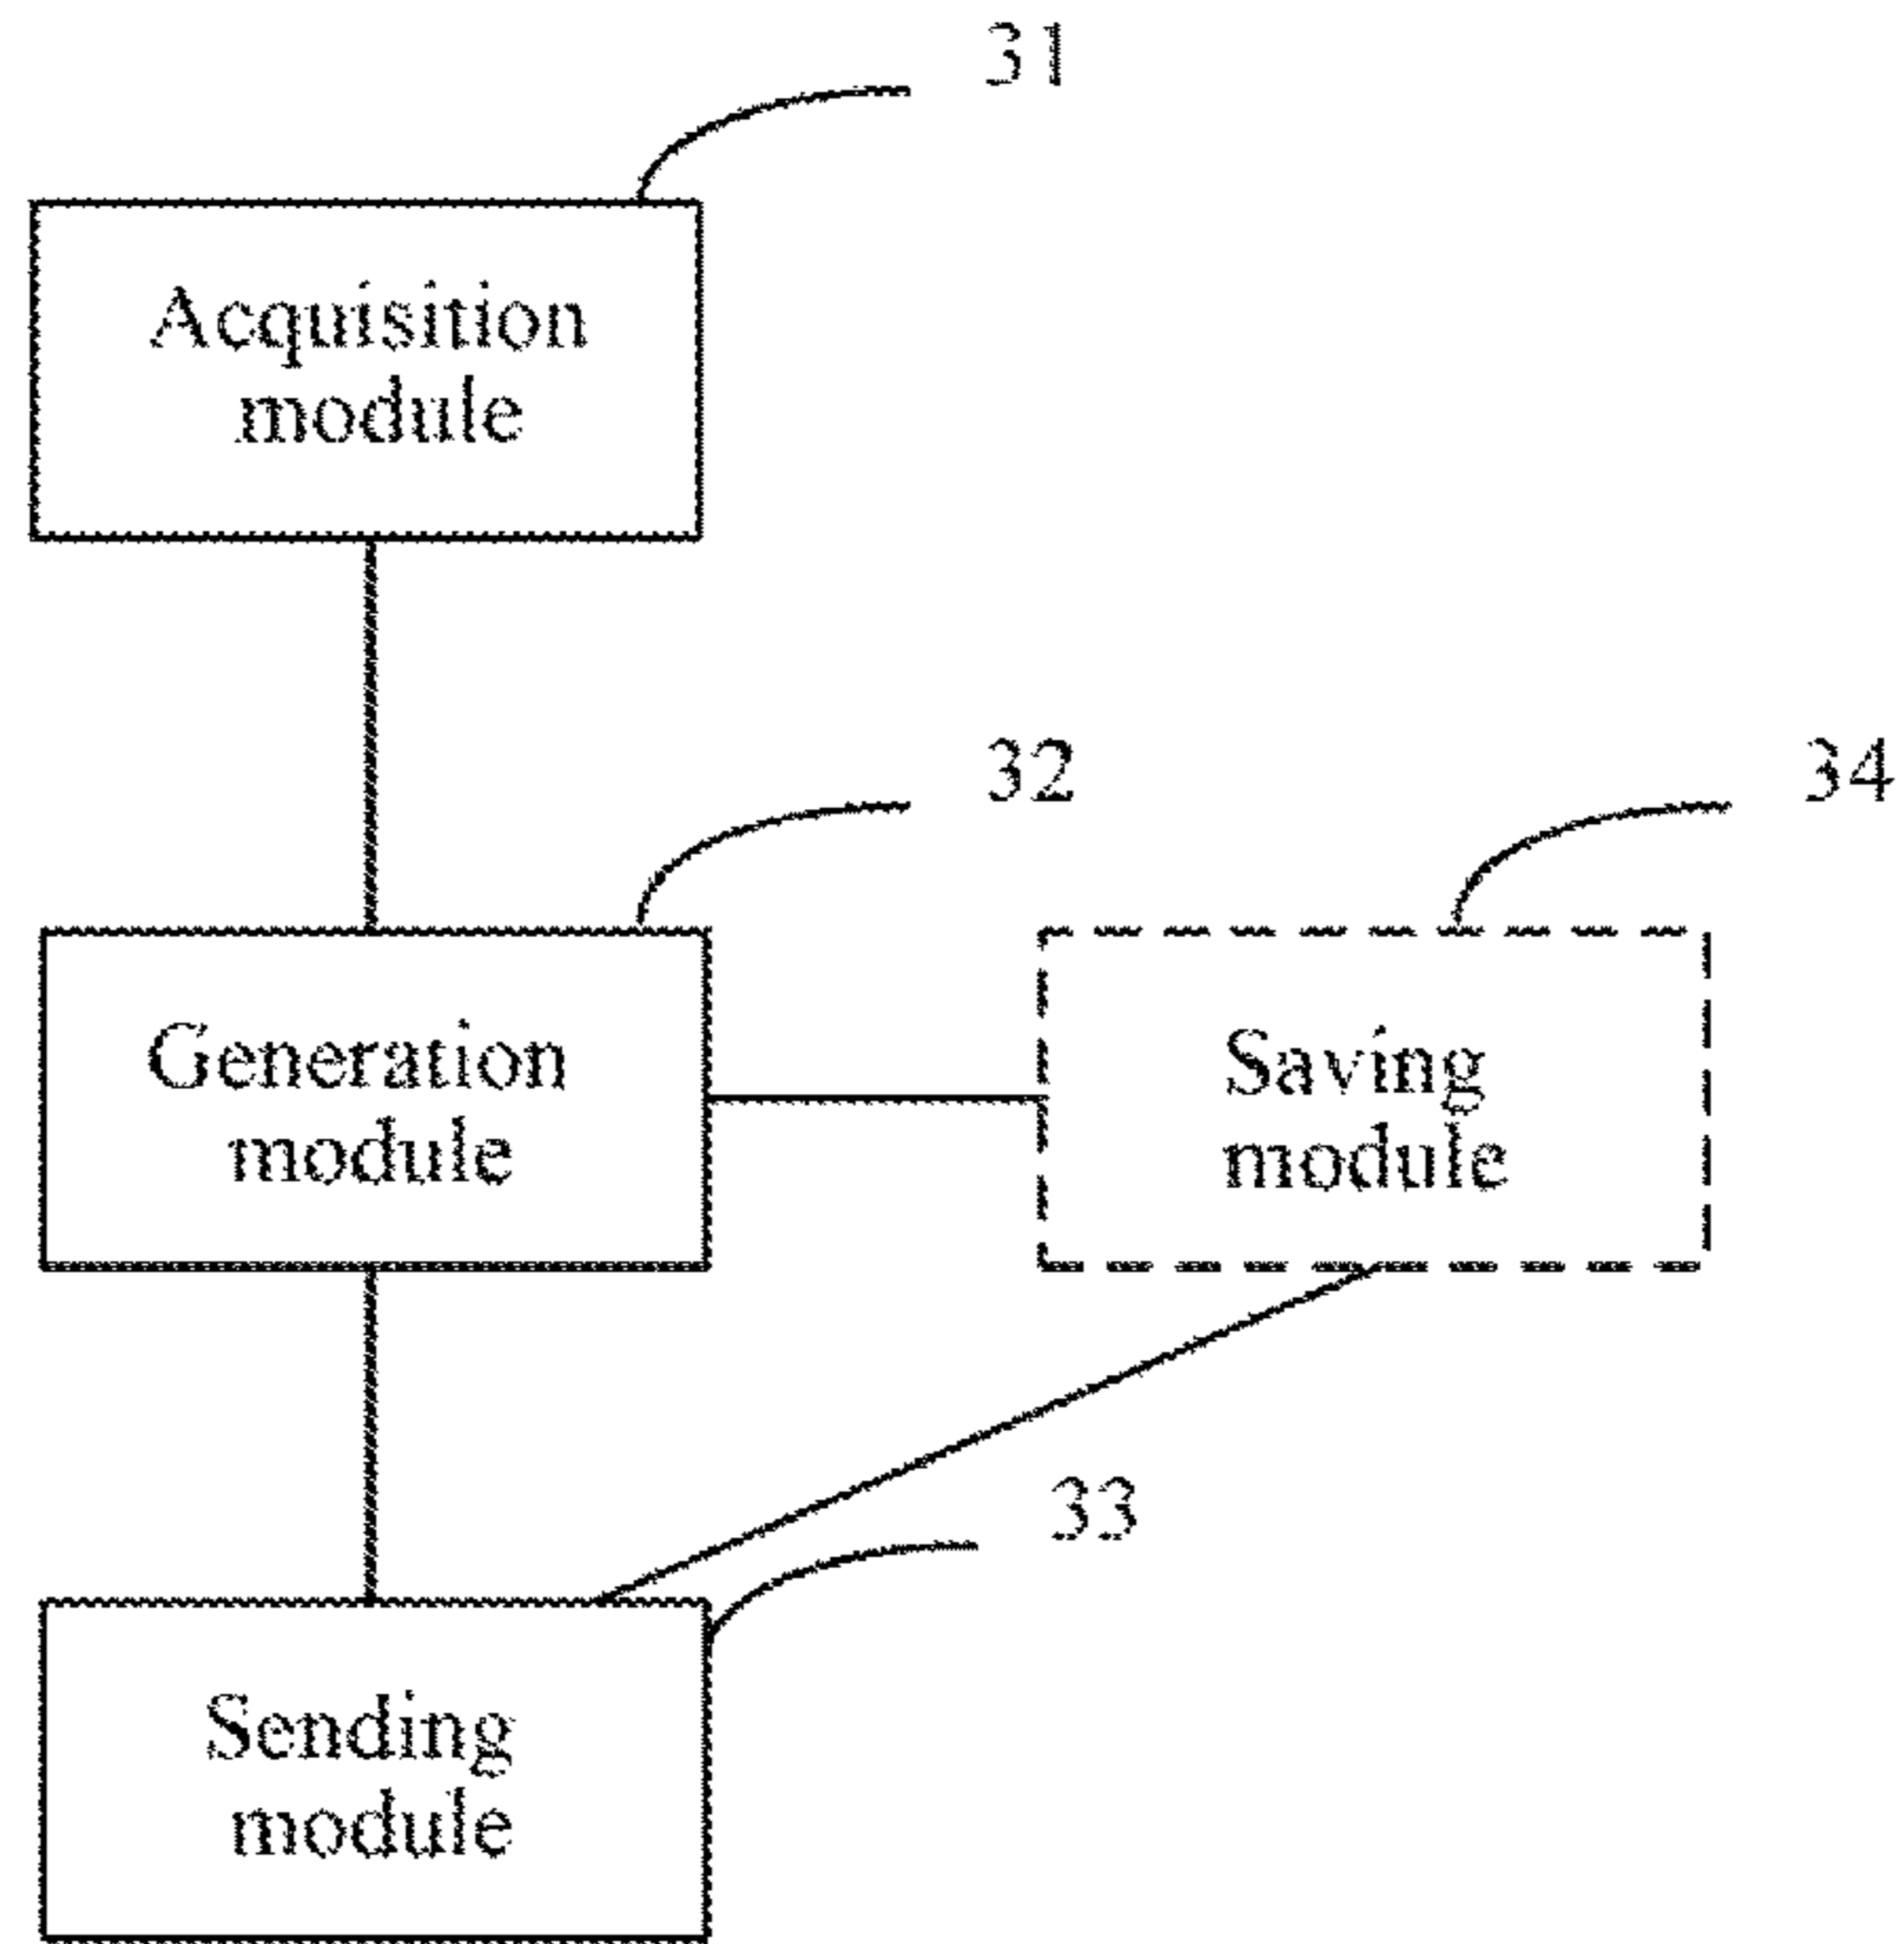 31
Acquisition
module
32
34
Generation
module
Saving
module
33
Sending
module